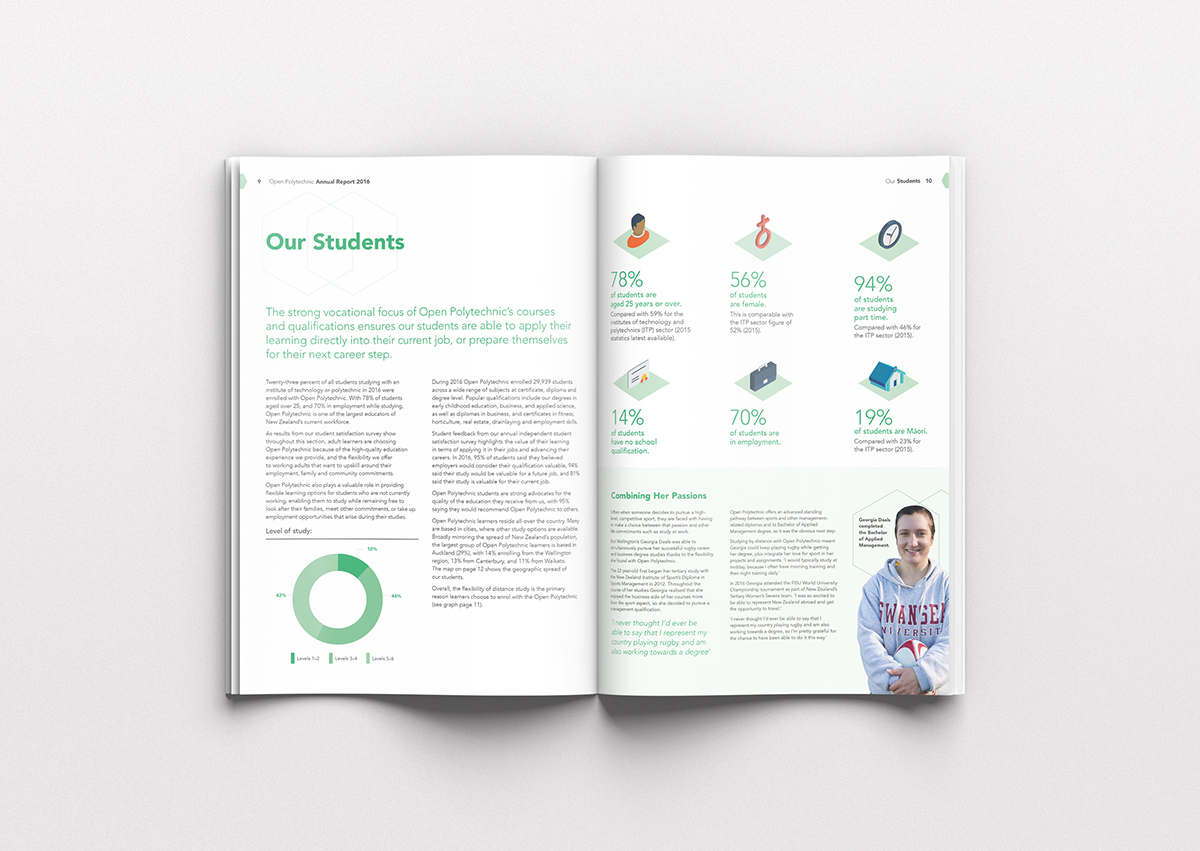 9 Open Polytechnic Annual Report 2016
Our Students
The strong vocational focus of Open Polytechnic's courses
and qualifications ensures our students are able to apply their
learning directly into their current job, or prepare themselves
for their next career step.
Twenty-three percent of all students studying with an
institute of technology or polytechnic in 2016 were
enrolled with Open Polytechnic. With 78% of students
aged over 25, and 70% in employment while studying,
Open Polytechnic is one of the largest educators of
New Zealand's current workforce.
As results from our student satisfaction survey show
throughout this section, adult learners are choosing
Open Polytechnic because of the high-quality education
experience we provide, and the flexibility we offer
to working adults that want to upskill around their
employment, family and community commitments.
Open Polytechnic also plays a valuable role in providing
flexible learning options for students who are not currently
working, enabling them to study while remaining free to
look after their families, meet other commitments, or take up
employment opportunities that arise during their studies.
Level of study:
12%
42%
46%
Levels 1–2 Levels 3–4 Levels 5–8
During 2016 Open Polytechnic enrolled 29,939 students
across a wide range of subjects at certificate, diploma and
degree level. Popular qualifications include our degrees in
early childhood education, business, and applied science,
as well as diplomas in business, and certificates in fitness,
horticulture, real estate, drainlaying and employment skills.
Student feedback from our annual independent student
satisfaction survey highlights the value of their learning
in terms of applying it in their jobs and advancing their
careers. In 2016, 95% of students said they believed
employers would consider their qualification valuable, 94%
said their study would be valuable for a future job, and 81%
said their study is valuable for their current job.
Open Polytechnic students are strong advocates for the
quality of the education they receive from us, with 95%
saying they would recommend Open Polytechnic to others.
Open Polytechnic learners reside all over the country. Many
are based in cities, where other study options are available.
Broadly mirroring the spread of New Zealand's population,
the largest group of Open Polytechnic learners is based in
Auckland (29%), with 14% enrolling from the Wellington
region, 13% from Canterbury, and 11% from Waikato.
The map on page 12 shows the geographic spread of
our students.
Overall, the flexibility of distance study is the primary
reason learners choose to enrol with the Open Polytechnic
(see graph page 11).
Our Students 10
78%
of students are
aged 25 years or over.
Compared with 59% for the
institutes of technology and
polytechnics (ITP) sector (2015
statistics latest available).
56%
of students
are female.
This is comparable with
the ITP sector figure of
52% (2015).
94%
of students
are studying
part time.
Compared with 46% for
the ITP sector (2015).
14%
of students
have no school
qualification.
70%
of students are
in employment.
19%
of students are Māori.
Compared with 23% for
the ITP sector (2015).
Combining Her Passions
Often when someone decides to pursue a high-
level, competitive sport, they are faced with having
to make a choice between that passion and other
life commitments such as study or work.
But Wellington's Georgia Daals was able to
simultaneously pursue her successful rugby career
and business degree studies thanks to the flexibility
she found with Open Polytechnic.
The 22-year-old first began her tertiary study with
the New Zealand Institute of Sport's Diploma in
Sports Management in 2012. Throughout the
course of her studies Georgia realised that she
enjoyed the business side of her courses more
than the sport aspect, so she decided to pursue a
management qualification.
'I never thought I'd ever be
able to say that I represent my
country playing rugby and am
also working towards a degree'
Open Polytechnic offers an advanced standing
pathway between sports and other management-
related diplomas and its Bachelor of Applied
Management degree, so it was the obvious next step.
Studying by distance with Open Polytechnic meant
Georgia could keep playing rugby while getting
her degree, plus integrate her love for sport in her
projects and assignments. 'I would typically study at
midday, because I often have morning training and
then night training daily.'
In 2016 Georgia attended the FISU World University
Championship tournament as part of New Zealand's
Tertiary Women's Sevens team. 'I was so excited to
be able to represent New Zealand abroad and get
the opportunity to travel.'
'I never thought I'd ever be able to say that I
represent my country playing rugby and am also
working towards a degree, so I'm pretty grateful for
the chance to have been able to do it this way.'
Georgia Daals
completed
the Bachelor
of Applied
Management.
SWANSEA
UNIVERSITY